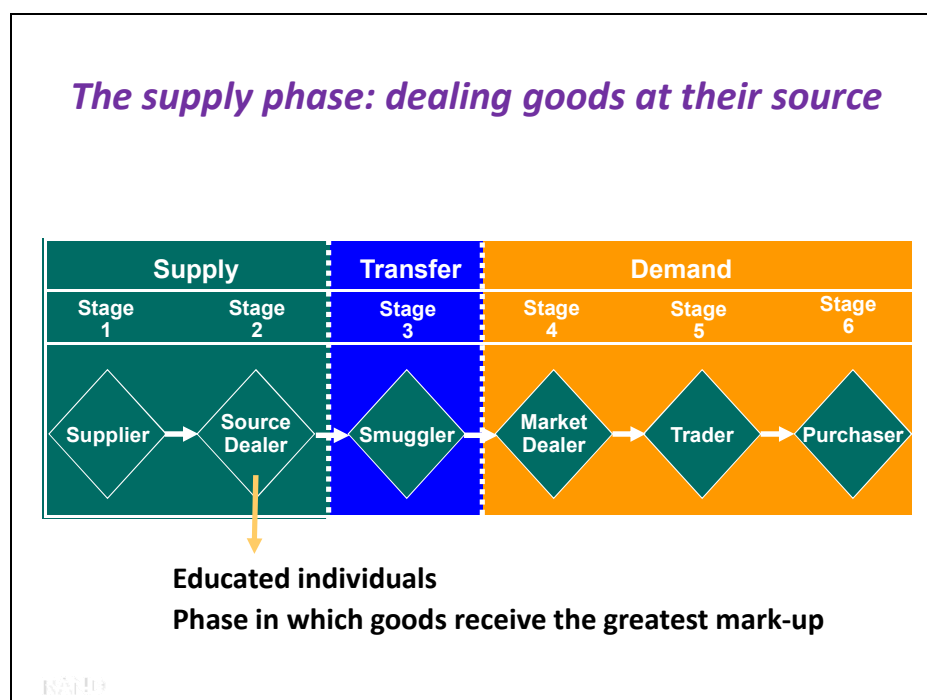 The supply phase: dealing goods at their source
Supply Transfer Demand
Stage Stage Stage Stage Stage Stage
1 2 3 4 5 6
Supplier Source Dealer Smuggler Market Dealer Trader Purchaser
Educated individuals
Phase in which goods receive the greatest mark-up
RAND